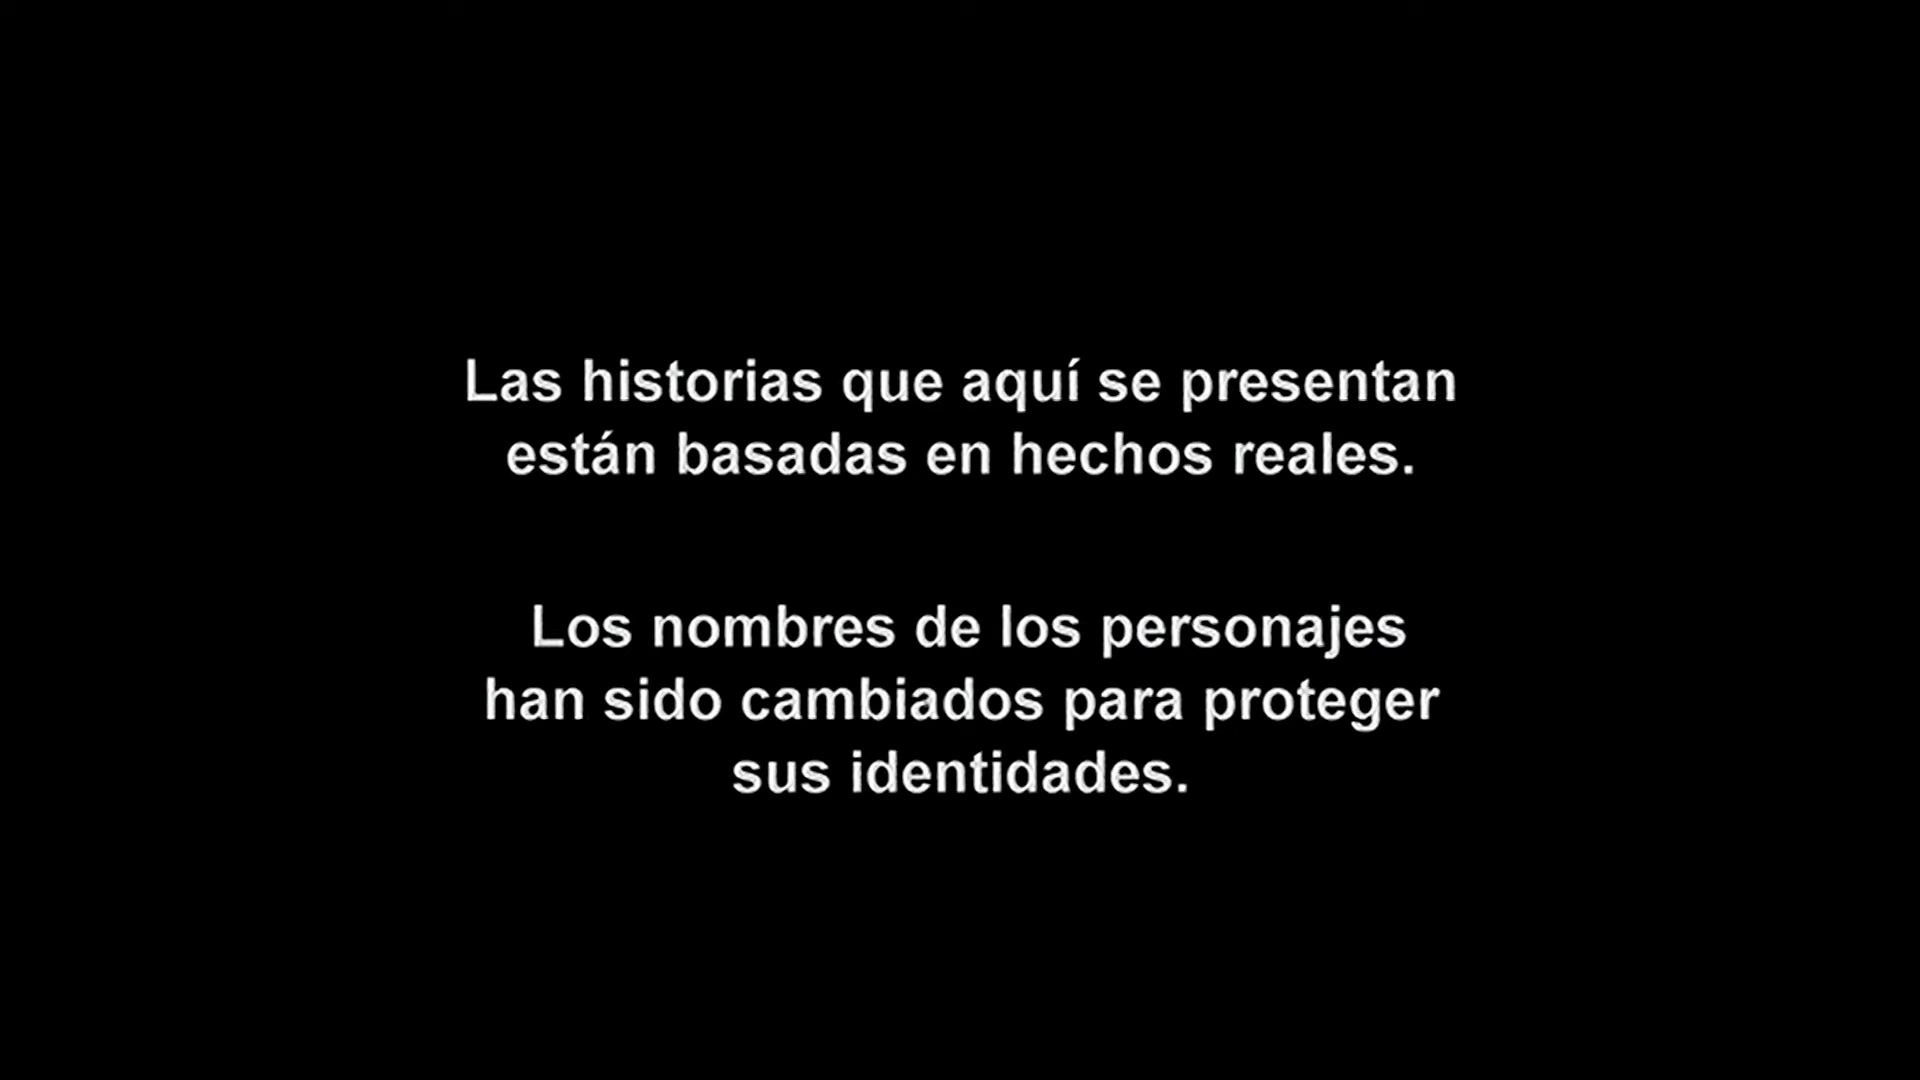 Las historias que aquí se presentan
están basadas en hechos reales.
Los nombres de los personajes
han sido cambiados para proteger
sus identidades.